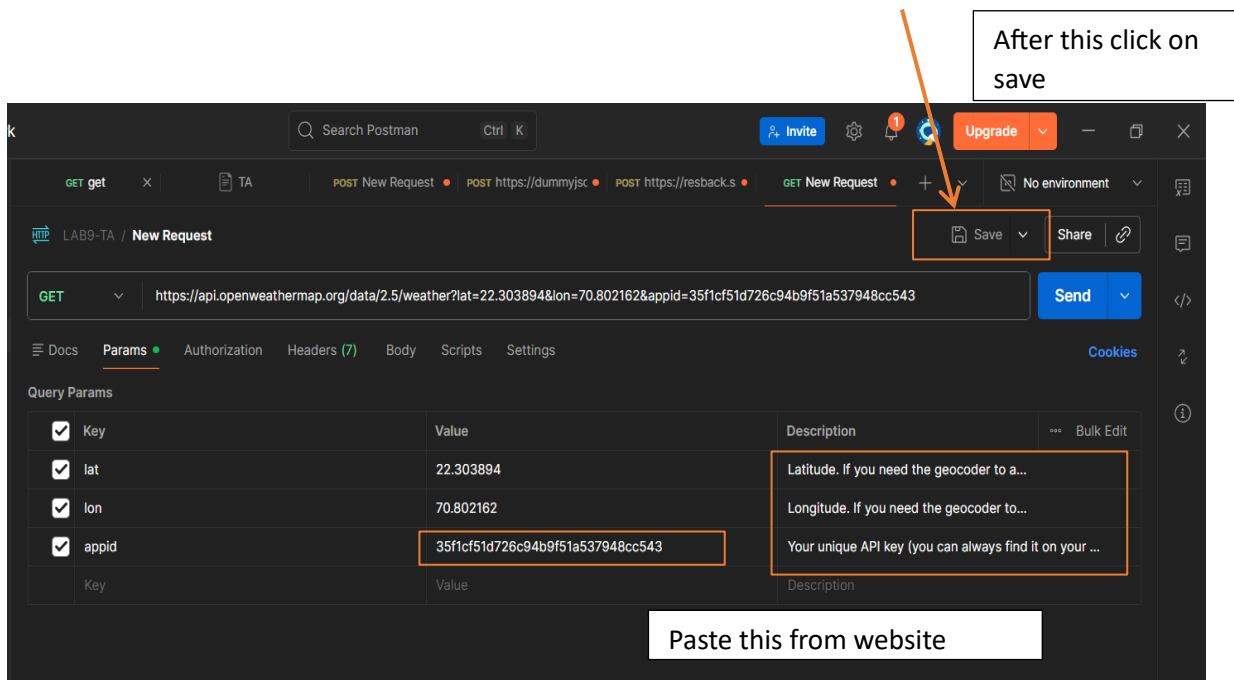 After this click on
save
k
Search Postman Ctrl K
Invite
1
Upgrade
GET get
TA
POST New Request
POST https://dummyjsc
POST https://resback.s
GET New Request
No environment
HTTP LAB9-TA / New Request
Save
Share
GET https://api.openweathermap.org/data/2.5/weather?lat=22.303894&lon=70.802162&appid=35f1cf51d726c94b9f51a537948cc543
Send
Docs Params Authorization Headers (7) Body Scripts Settings
Cookies
Query Params
Key Value Description Bulk Edit
lat 22.303894 Latitude. If you need the geocoder to a...
lon 70.802162 Longitude. If you need the geocoder to...
appid 35f1cf51d726c94b9f51a537948cc543 Your unique API key (you can always find it on your ...
Key Value Description
Paste this from website